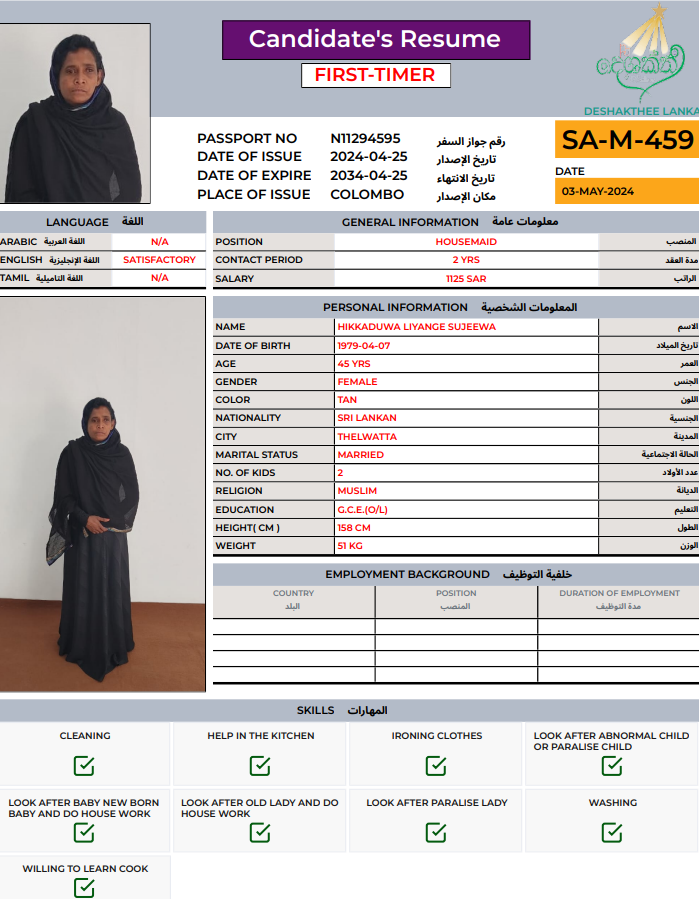 Candidate's Resume
FIRST-TIMER
DESHAKTHEE LANKA
PASSPORT NO N11294595 رقم جواز السفر
DATE OF ISSUE 2024-04-25 تاريخ الإصدار
DATE OF EXPIRE 2034-04-25 تاريخ الانتهاء
PLACE OF ISSUE COLOMBO مكان الإصدار
SA-M-459
DATE
03-MAY-2024
LANGUAGE اللغة
ARABIC اللغة العربية N/A
ENGLISH اللغة الإنجليزية SATISFACTORY
TAMIL اللغة التاميلية N/A
GENERAL INFORMATION معلومات عامة
POSITION HOUSEMAID المنصب
CONTACT PERIOD 2 YRS مدة العقد
SALARY 1125 SAR الراتب
PERSONAL INFORMATION المعلومات الشخصية
NAME HIKKADUWA LIYANGE SUJEEWA الاسم
DATE OF BIRTH 1979-04-07 تاريخ الميلاد
AGE 45 YRS العمر
GENDER FEMALE الجنس
COLOR TAN اللون
NATIONALITY SRI LANKAN الجنسية
CITY THELWATTA المدينة
MARITAL STATUS MARRIED الحالة الاجتماعية
NO. OF KIDS 2 عدد الأولاد
RELIGION MUSLIM الديانة
EDUCATION G.C.E.(O/L) التعليم
HEIGHT( CM ) 158 CM الطول
WEIGHT 51 KG الوزن
EMPLOYMENT BACKGROUND خلفية التوظيف
COUNTRY POSITION DURATION OF EMPLOYMENT
البلد المنصب مدة التوظيف
SKILLS المهارات
CLEANING
HELP IN THE KITCHEN
IRONING CLOTHES
LOOK AFTER ABNORMAL CHILD
OR PARALISE CHILD
LOOK AFTER BABY NEW BORN
BABY AND DO HOUSE WORK
LOOK AFTER OLD LADY AND DO
HOUSE WORK
LOOK AFTER PARALISE LADY
WASHING
WILLING TO LEARN COOK